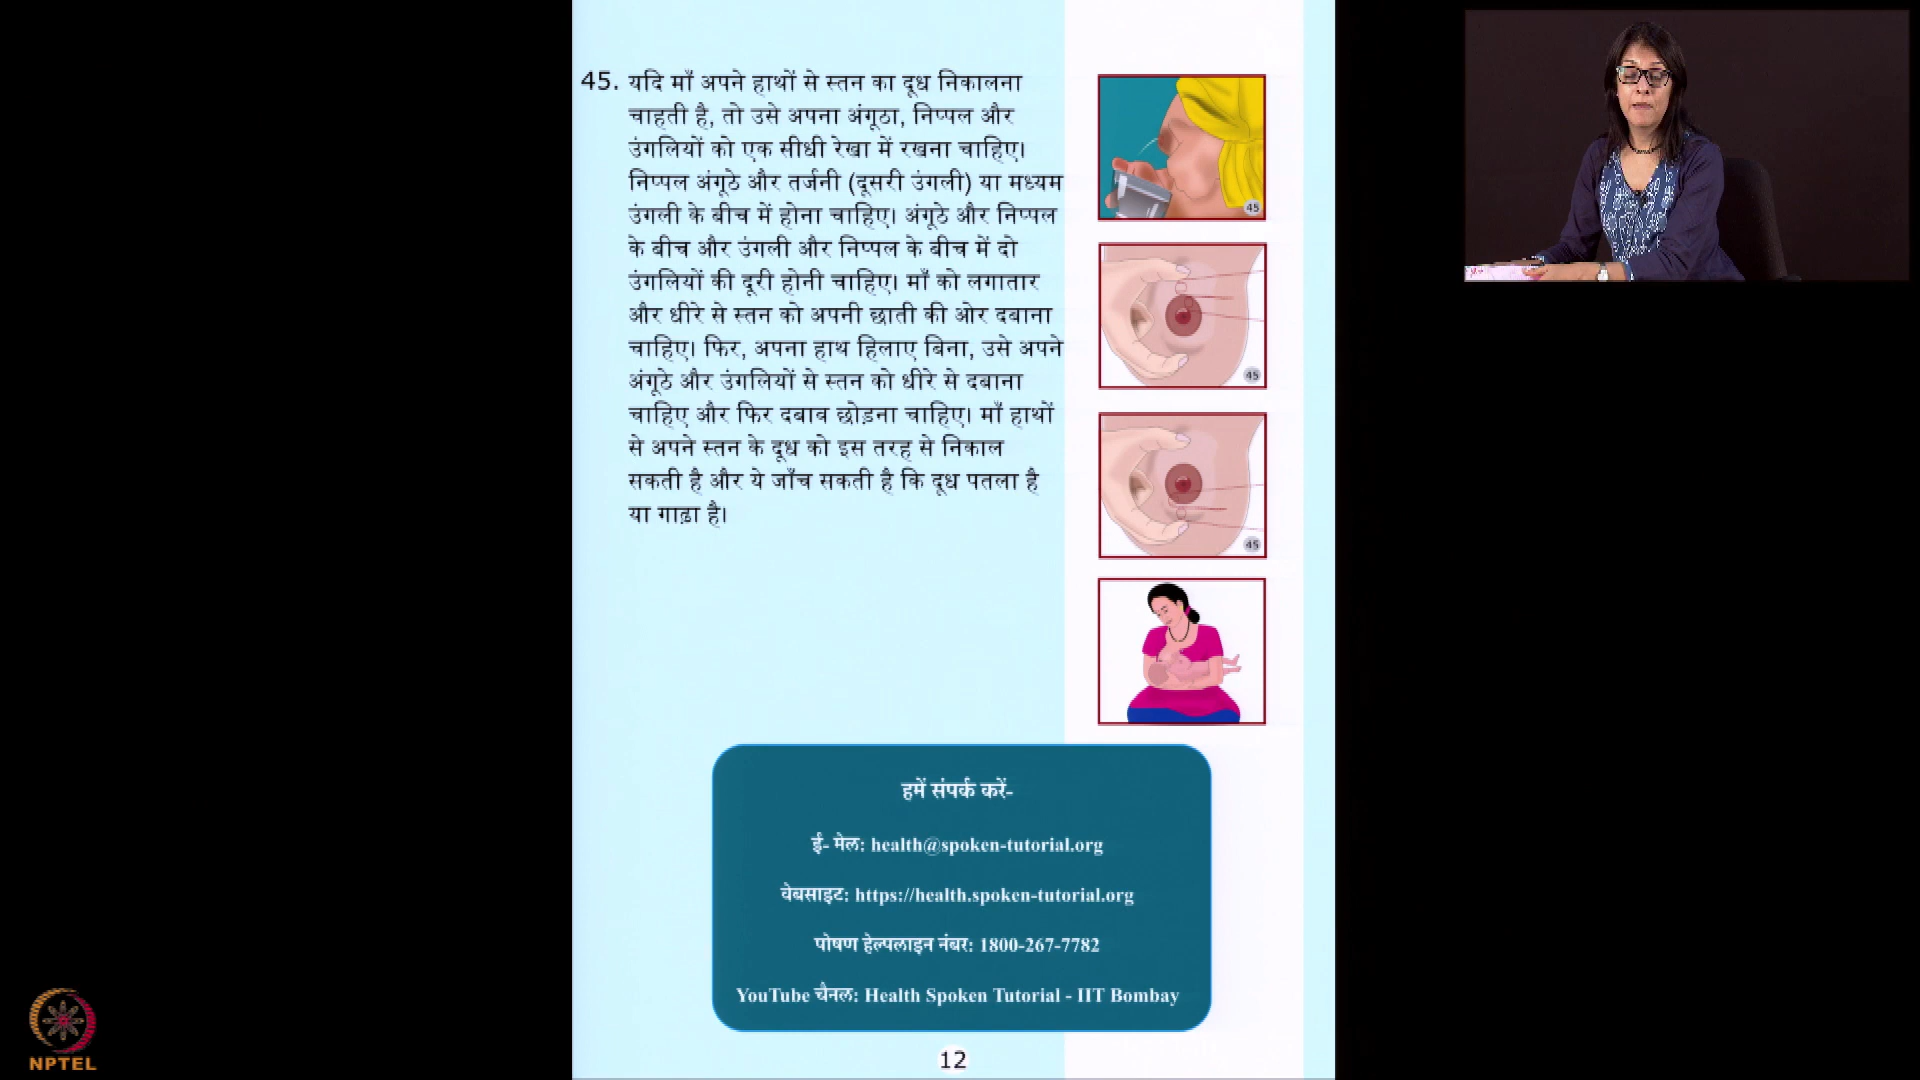 45. यदि माँ अपने हाथों से स्तन का दूध निकालना
चाहती है, तो उसे अपना अंगूठा, निप्पल और
उंगलियों को एक सीधी रेखा में रखना चाहिए।
निप्पल अंगूठे और तर्जनी (दूसरी उंगली) या मध्यम
उंगली के बीच में होना चाहिए। अंगूठे और निप्पल
के बीच और उंगली और निप्पल के बीच में दो
उंगलियों की दूरी होनी चाहिए। माँ को लगातार
और धीरे से स्तन को अपनी छाती की ओर दबाना
चाहिए। फिर, अपना हाथ हिलाए बिना, उसे अपने
अंगूठे और उंगलियों से स्तन को धीरे से दबाना
चाहिए और फिर दबाव छोड़ना चाहिए। माँ हाथों
से अपने स्तन के दूध को इस तरह से निकाल
सकती है और ये जाँच सकती है कि दूध पतला है
या गाढ़ा है।
45
45
45
हमें संपर्क करें-
ई- मेल: health@spoken-tutorial.org
वेबसाइट: https://health.spoken-tutorial.org
पोषण हेल्पलाइन नंबर: 1800-267-7782
YouTube चैनल: Health Spoken Tutorial - IIT Bombay
12
NPTEL